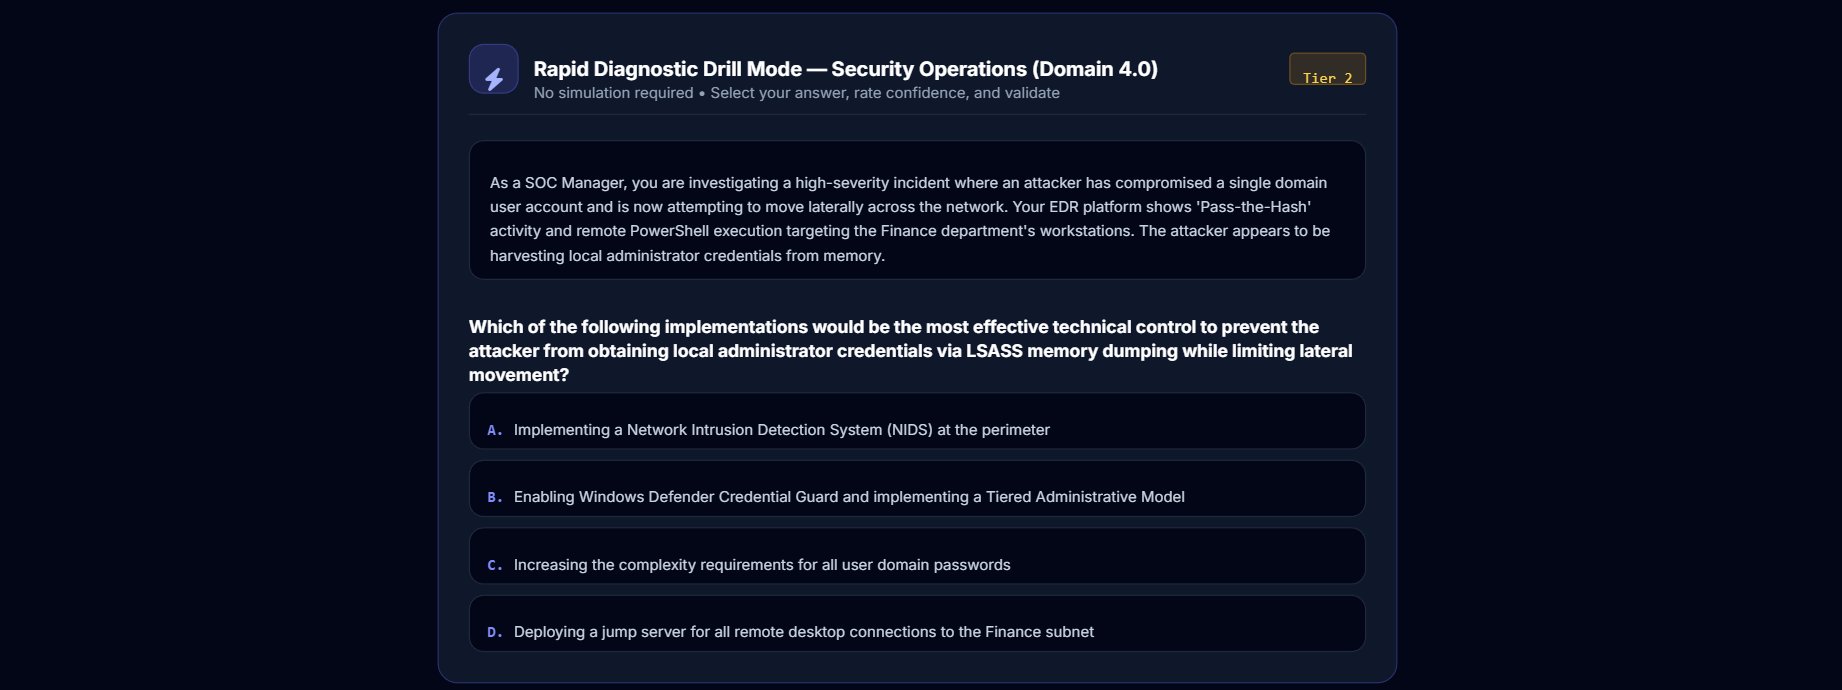 Rapid Diagnostic Drill Mode — Security Operations (Domain 4.0)
No simulation required • Select your answer, rate confidence, and validate
Tier 2
As a SOC Manager, you are investigating a high-severity incident where an attacker has compromised a single domain
user account and is now attempting to move laterally across the network. Your EDR platform shows 'Pass-the-Hash'
activity and remote PowerShell execution targeting the Finance department's workstations. The attacker appears to be
harvesting local administrator credentials from memory.
Which of the following implementations would be the most effective technical control to prevent the
attacker from obtaining local administrator credentials via LSASS memory dumping while limiting lateral
movement?
A. Implementing a Network Intrusion Detection System (NIDS) at the perimeter
B. Enabling Windows Defender Credential Guard and implementing a Tiered Administrative Model
C. Increasing the complexity requirements for all user domain passwords
D. Deploying a jump server for all remote desktop connections to the Finance subnet